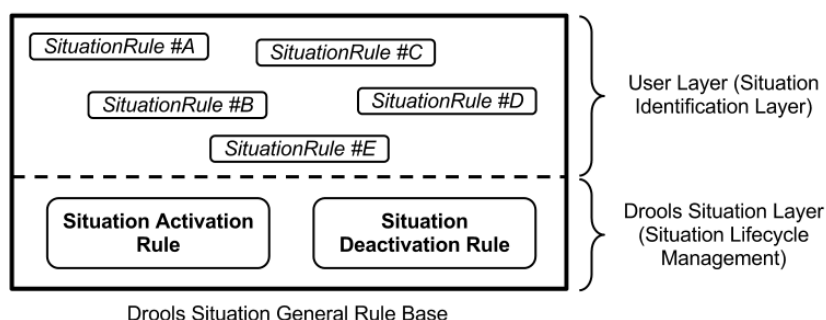 SituationRule #A
SituationRule #C
SituationRule #B
SituationRule #D
SituationRule #E
User Layer (Situation
Identification Layer)
Situation Activation
Rule
Situation
Deactivation Rule
Drools Situation Layer
(Situation Lifecycle
Management)
Drools Situation General Rule Base